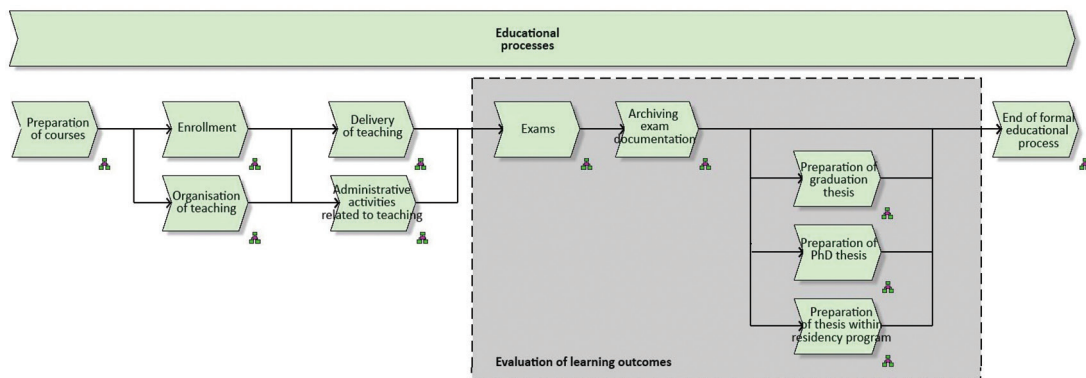 Educational
processes
Preparation
of courses
Enrollment
Organisation
of teaching
Delivery
of teaching
Administrative
activities
related to teaching
Exams
Archiving
exam
documentation
Preparation
of graduation
thesis
Preparation of
PhD thesis
Preparation
of thesis within
residency program
End of formal
educational
process
Evaluation of learning outcomes